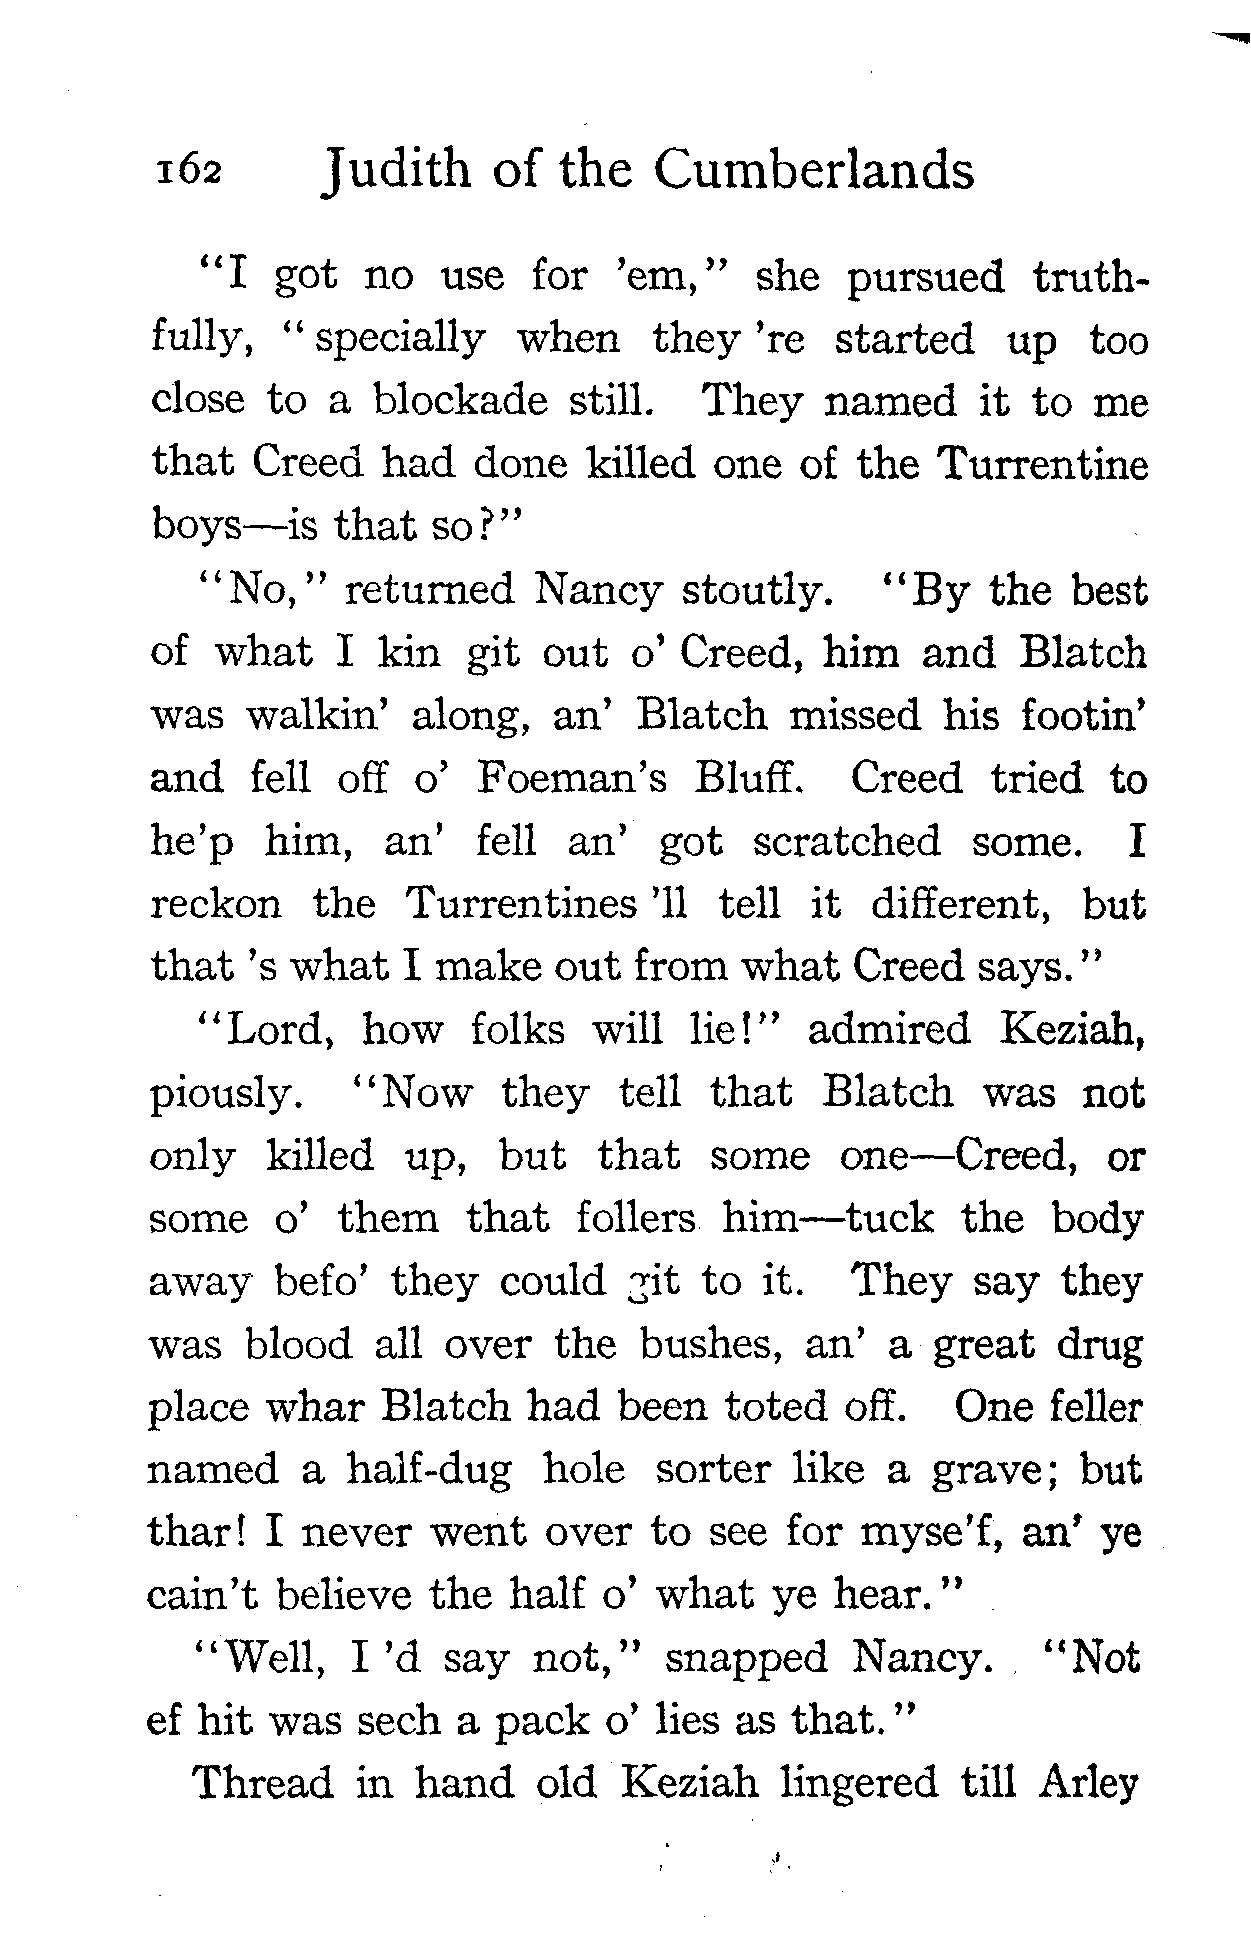 162 Judith of the Cumberlands
"I got no use for 'em," she pursued truth-
fully, "specially when they 're started up too
close to a blockade still. They named it to me
that Creed had done killed one of the Turrentine
boys—is that so?"
"No," returned Nancy stoutly. "By the best
of what I kin git out o' Creed, him and Blatch
was walkin' along, an' Blatch missed his footin'
and fell off o' Foeman's Bluff. Creed tried to
he'p him, an' fell an' got scratched some. I
reckon the Turrentines 'll tell it different, but
that 's what I make out from what Creed says."
"Lord, how folks will lie!" admired Keziah,
piously. "Now they tell that Blatch was not
only killed up, but that some one—Creed, or
some o' them that follers him—tuck the body
away befo' they could git to it. They say they
was blood all over the bushes, an' a great drug
place whar Blatch had been toted off. One feller
named a half-dug hole sorter like a grave; but
thar! I never went over to see for myse'f, an' ye
cain't believe the half o' what ye hear."
"Well, I 'd say not," snapped Nancy. "Not
ef hit was sech a pack o' lies as that."
Thread in hand old Keziah lingered till Arley